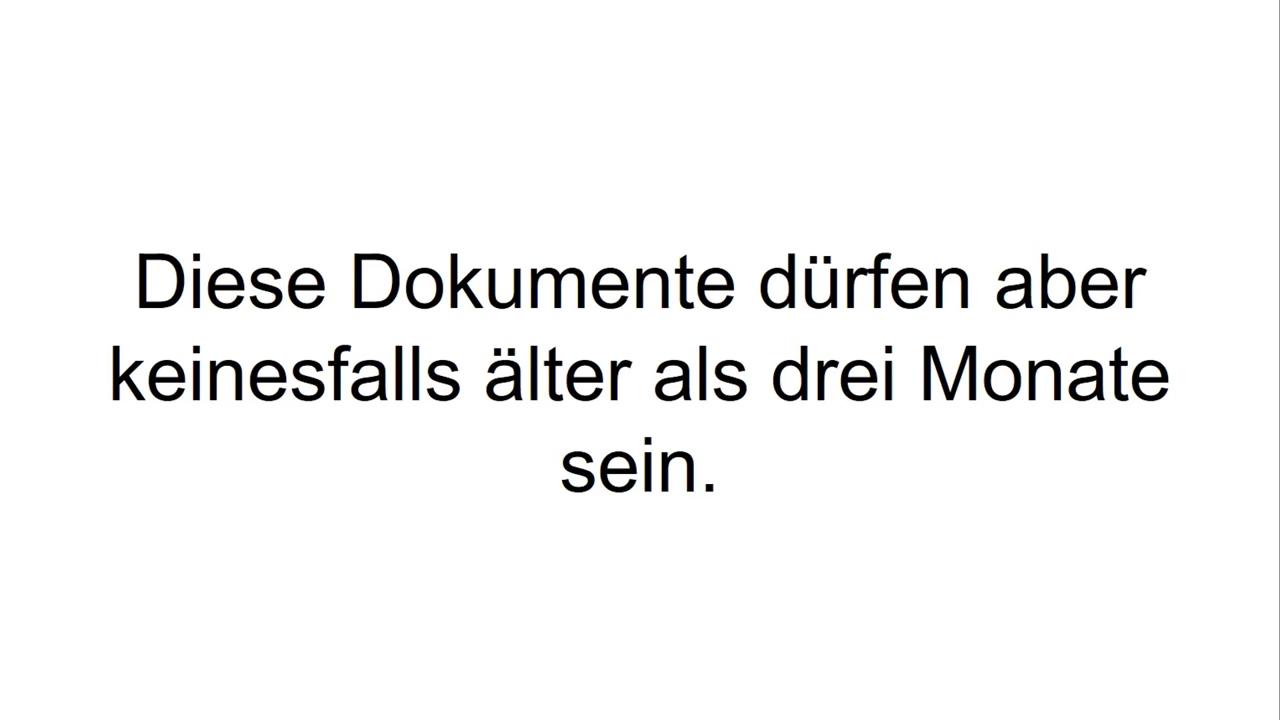 Diese Dokumente dürfen aber
keinesfalls älter als drei Monate
sein.